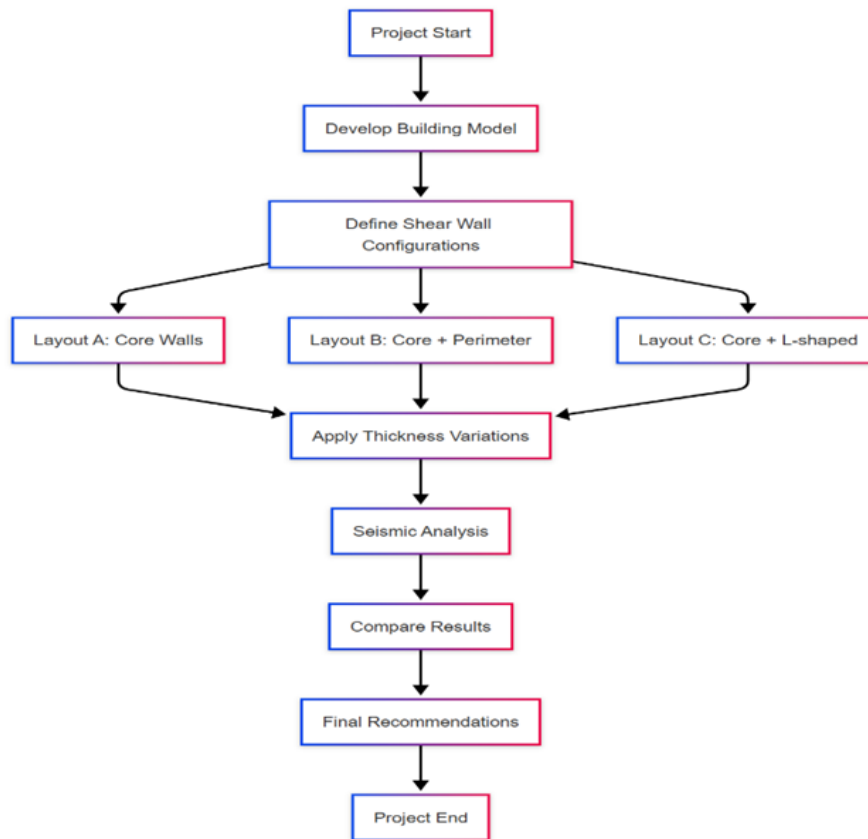 Project Start
Develop Building Model
Define Shear Wall
Configurations
Layout A: Core Walls
Layout B: Core + Perimeter
Layout C: Core + L-shaped
Apply Thickness Variations
Seismic Analysis
Compare Results
Final Recommendations
Project End